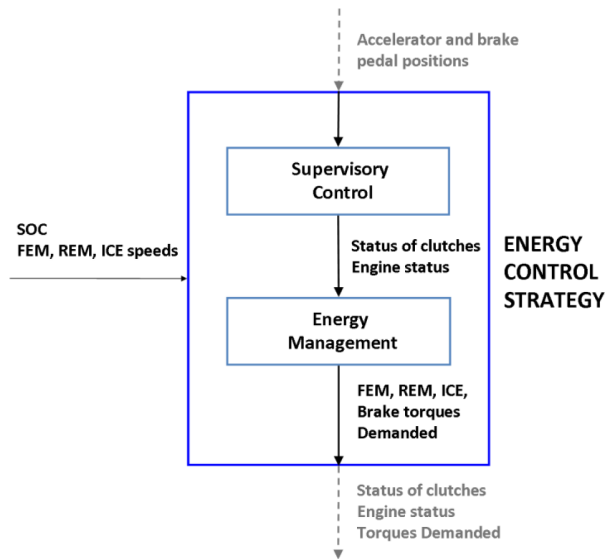 Accelerator and brake
pedal positions
Supervisory
Control
SOC
FEM, REM, ICE speeds
Status of clutches
Engine status
ENERGY
CONTROL
STRATEGY
Energy
Management
FEM, REM, ICE,
Brake torques
Demanded
Status of clutches
Engine status
Torques Demanded